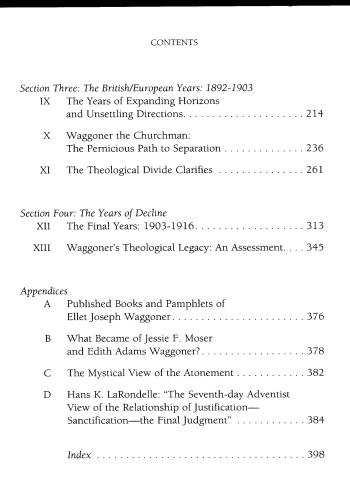 CONTENTS
Section Three: The British/European Years: 1892-1903
IX The Years of Expanding Horizons
and Unsettling Directions. . . . . . . . . . . . . . . . . . . . . 214
X Waggoner the Churchman:
The Pernicious Path to Separation . . . . . . . . . . . . . . 236
XI The Theological Divide Clarifies . . . . . . . . . . . . . . . 261
Section Four: The Years of Decline
XII The Final Years: 1903-1916. . . . . . . . . . . . . . . . . . . 313
XIII Waggoner's Theological Legacy: An Assessment. . . . 345
Appendices
A Published Books and Pamphlets of
Ellet Joseph Waggoner. . . . . . . . . . . . . . . . . . . . . . . 376
B What Became of Jessie F. Moser
and Edith Adams Waggoner?. . . . . . . . . . . . . . . . . . 378
C The Mystical View of the Atonement . . . . . . . . . . . . 382
D Hans K. LaRondelle: "The Seventh-day Adventist
View of the Relationship of Justification—
Sanctification—the Final Judgment" . . . . . . . . . . . . 384
Index . . . . . . . . . . . . . . . . . . . . . . . . . . . . . . . . . . . . 398